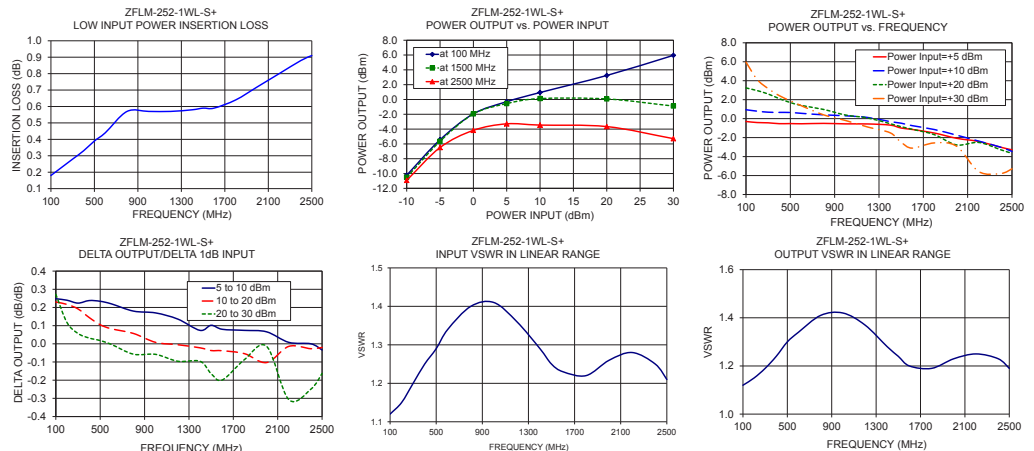 ZFLM-252-1WL-S+
LOW INPUT POWER INSERTION LOSS
INSERTION LOSS (dB)
1.0
0.9
0.8
0.7
0.6
0.5
0.4
0.3
0.2
0.1
100 500 900 1300 1700 2100 2500
FREQUENCY (MHz)
ZFLM-252-1WL-S+
POWER OUTPUT vs. POWER INPUT
POWER OUTPUT (dBm)
8.0
6.0
4.0
2.0
0.0
-2.0
-4.0
-6.0
-8.0
-10.0
-12.0
at 100 MHz
at 1500 MHz
at 2500 MHz
-10 -5 0 5 10 15 20 25 30
POWER INPUT (dBm)
ZFLM-252-1WL-S+
POWER OUTPUT vs. FREQUENCY
POWER OUTPUT (dBm)
8.0
6.0
4.0
2.0
0.0
-2.0
-4.0
-6.0
-8.0
Power Input=+5 dBm
Power Input=+10 dBm
Power Input=+20 dBm
Power Input=+30 dBm
100 500 900 1300 1700 2100 2500
FREQUENCY (MHz)
ZFLM-252-1WL-S+
DELTA OUTPUT/DELTA 1dB INPUT
DELTA OUTPUT (dB/dB)
0.4
0.3
0.2
0.1
0.0
-0.1
-0.2
-0.3
-0.4
5 to 10 dBm
10 to 20 dBm
20 to 30 dBm
100 500 900 1300 1700 2100 2500
FREQUENCY (MHz)
ZFLM-252-1WL-S+
INPUT VSWR IN LINEAR RANGE
VSWR
1.5
1.4
1.3
1.2
1.1
100 500 900 1300 1700 2100 2500
FREQUENCY (MHz)
ZFLM-252-1WL-S+
OUTPUT VSWR IN LINEAR RANGE
VSWR
1.6
1.4
1.2
1.0
100 500 900 1300 1700 2100 2500
FREQUENCY (MHz)